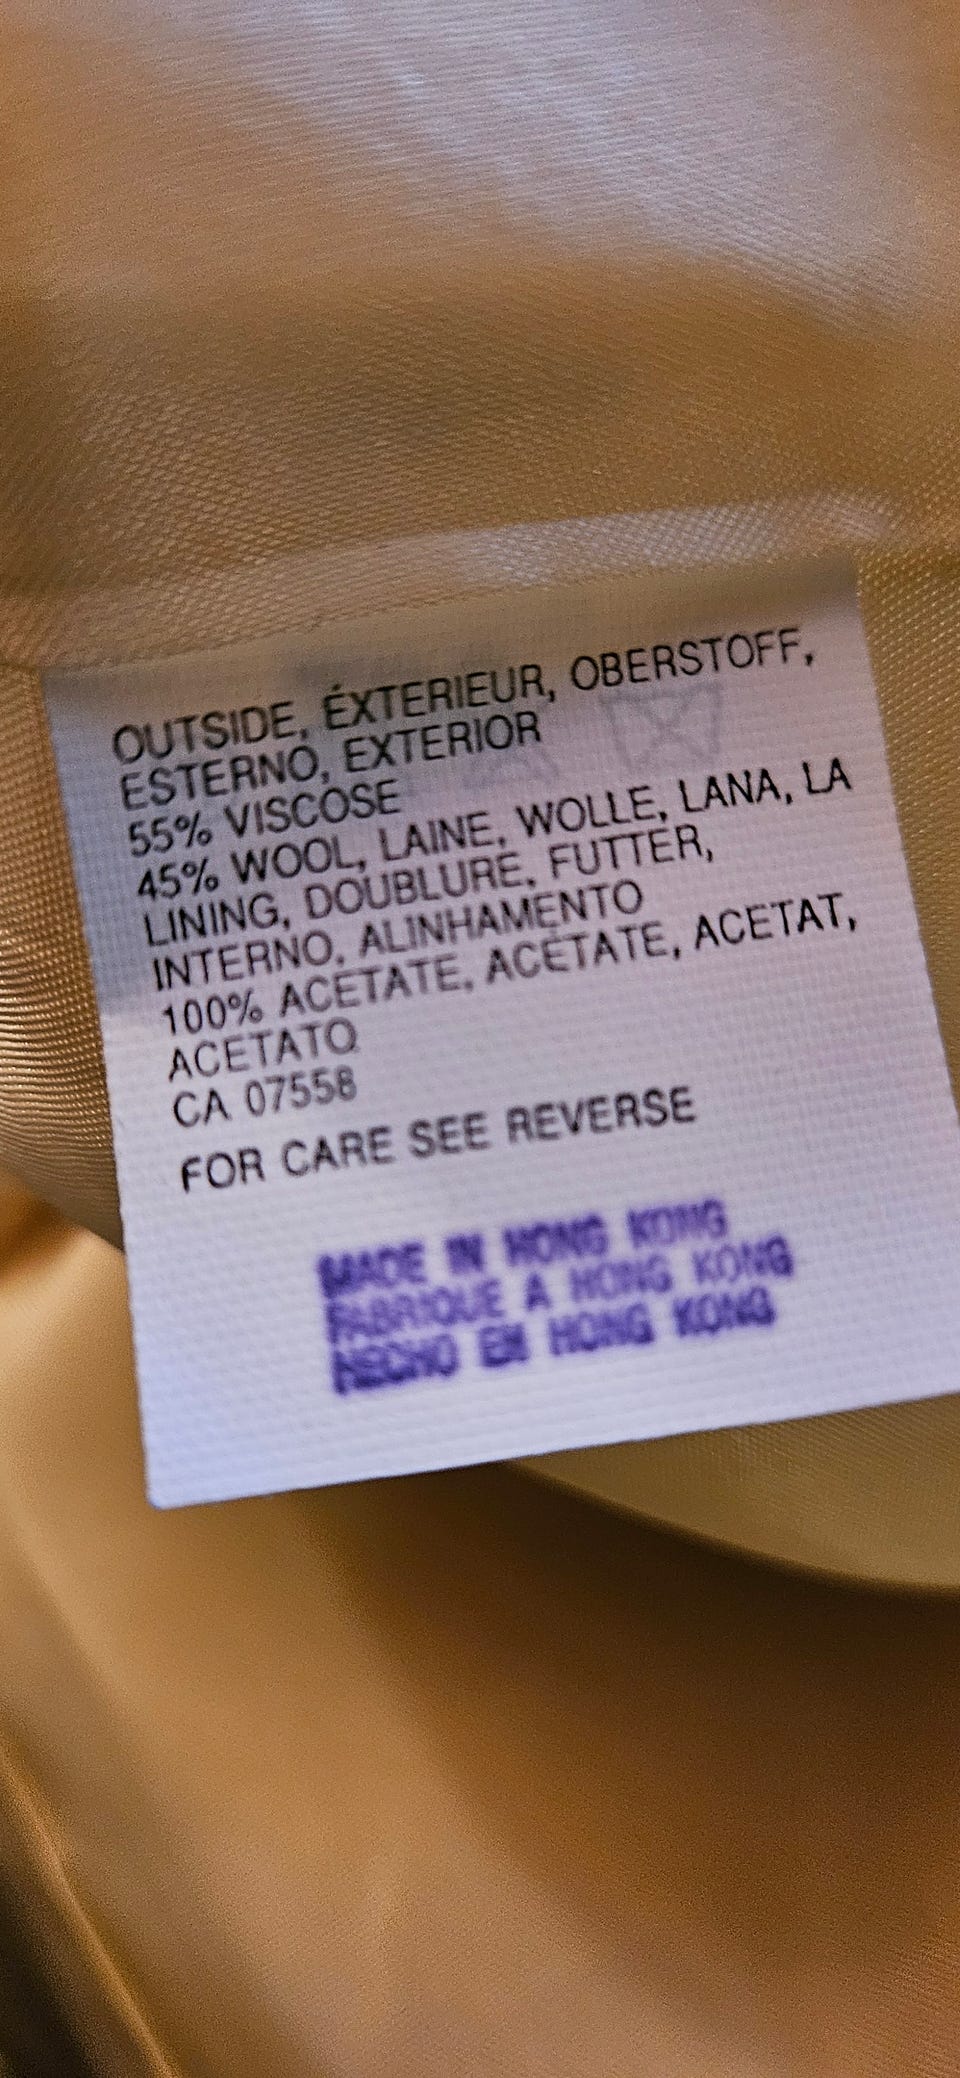 OUTSIDE, ÉXTERIEUR, OBERSTOFF,
ESTERNO, EXTERIOR
55% VISCOSE
45% WOOL, LAINE, WOLLE, LANA, LA
LINING, DOUBLURE, FUTTER,
INTERNO, ALINHAMENTO
100% ACETATE, ACÉTATE, ACETAT,
ACETATO
CA 07558
FOR CARE SEE REVERSE
MADE IN HONG KONG
FABRIQUE A HONG KONG
HECHO EN HONG KONG